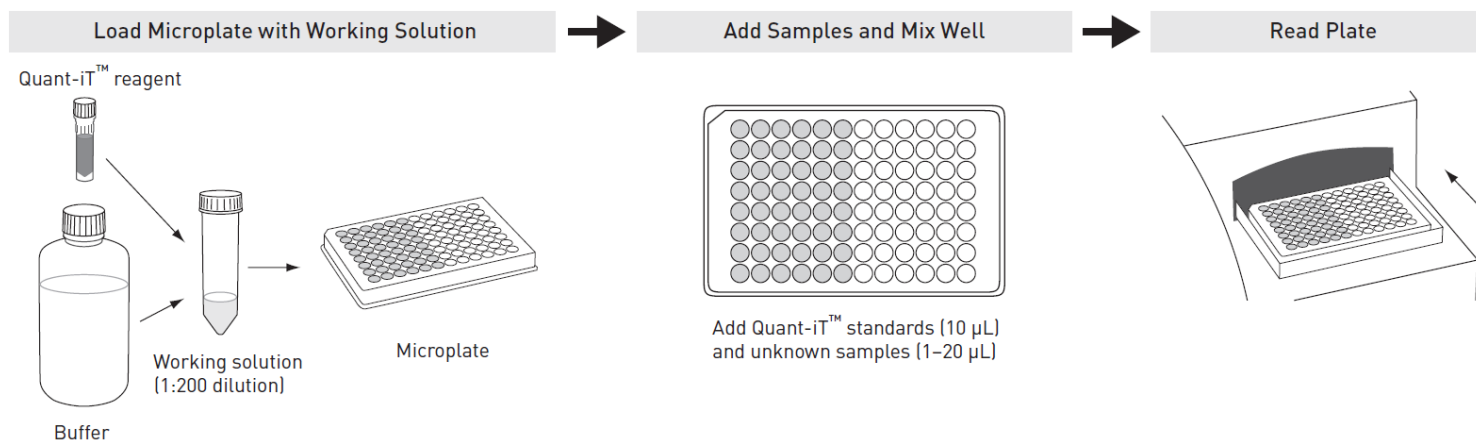 Load Microplate with Working Solution
Add Samples and Mix Well
Read Plate
Quant-iT™ reagent
Working solution
(1:200 dilution)
Buffer
Microplate
Add Quant-iT™ standards (10 µL)
and unknown samples (1–20 µL)